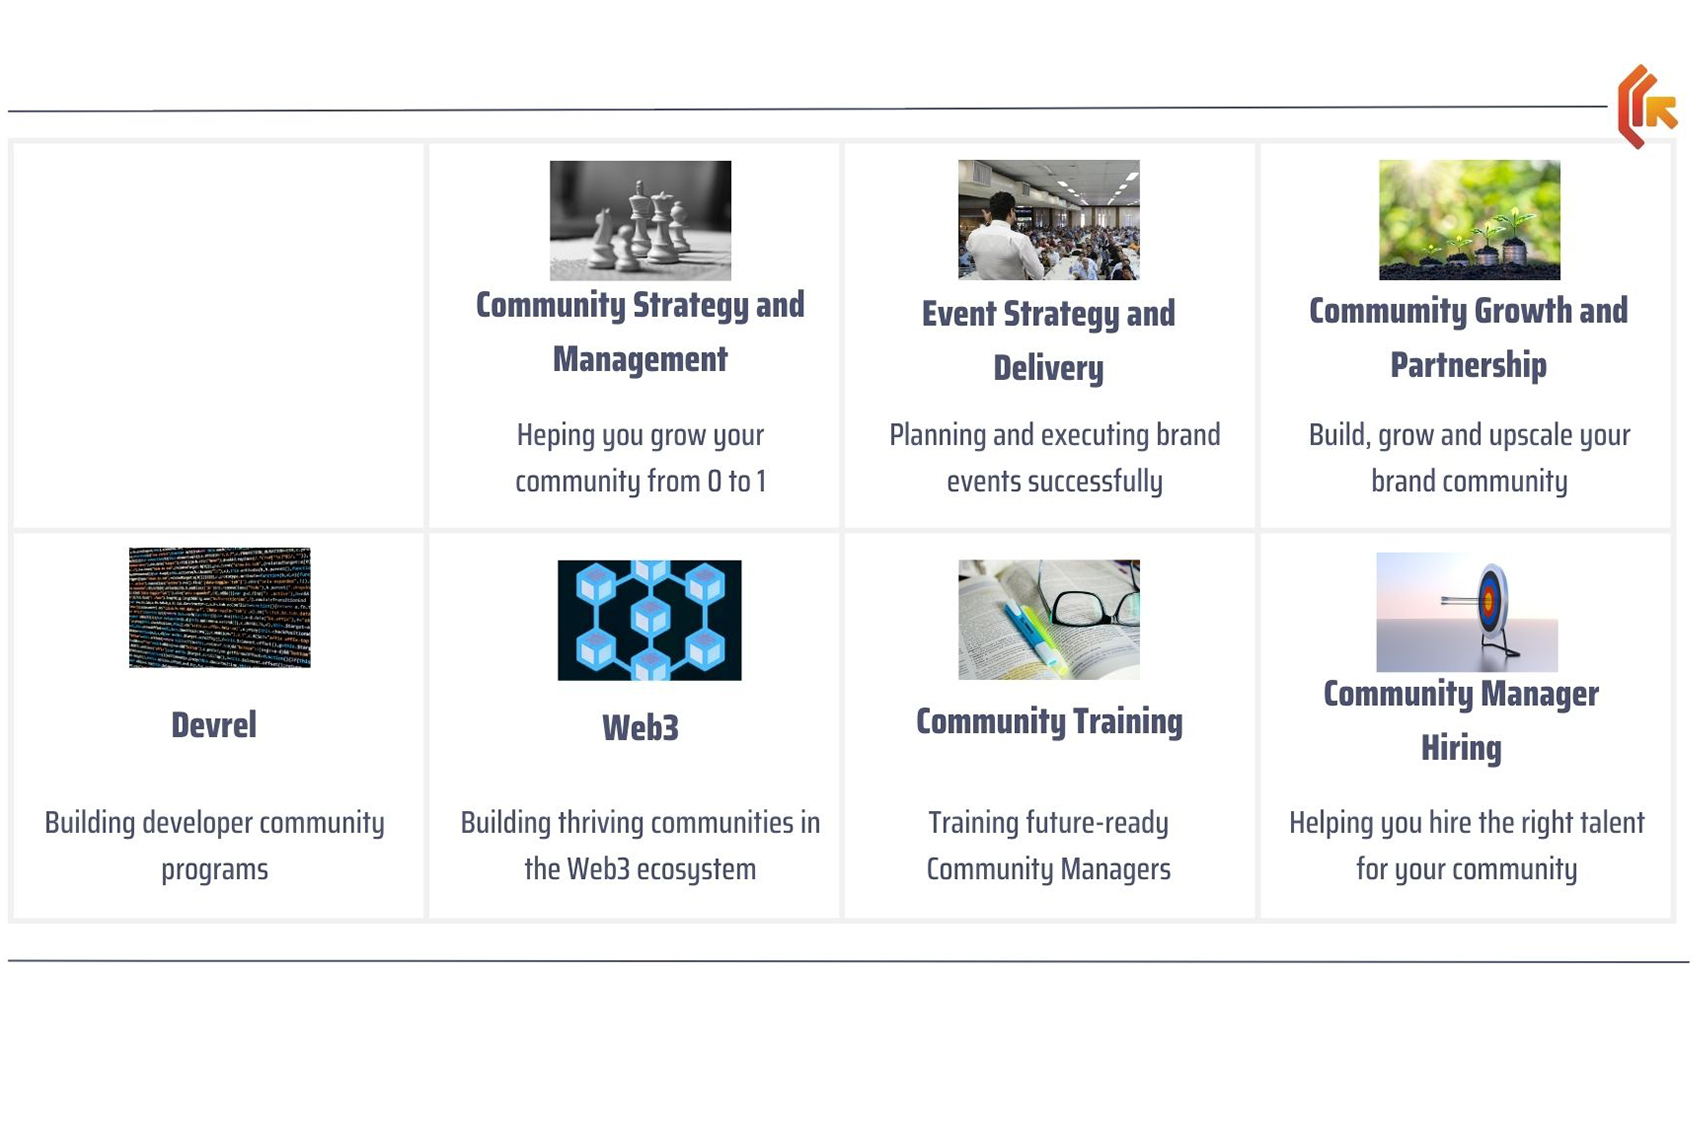 Community Strategy and
Management
Heping you grow your
community from 0 to 1
Event Strategy and
Delivery
Planning and executing brand
events successfully
Commumity Growth and
Partnership
Build, grow and upscale your
brand community
Devrel
Building developer community
programs
Web3
Building thriving communities in
the Web3 ecosystem
Community Training
Training future-ready
Community Managers
Community Manager
Hiring
Helping you hire the right talent
for your community